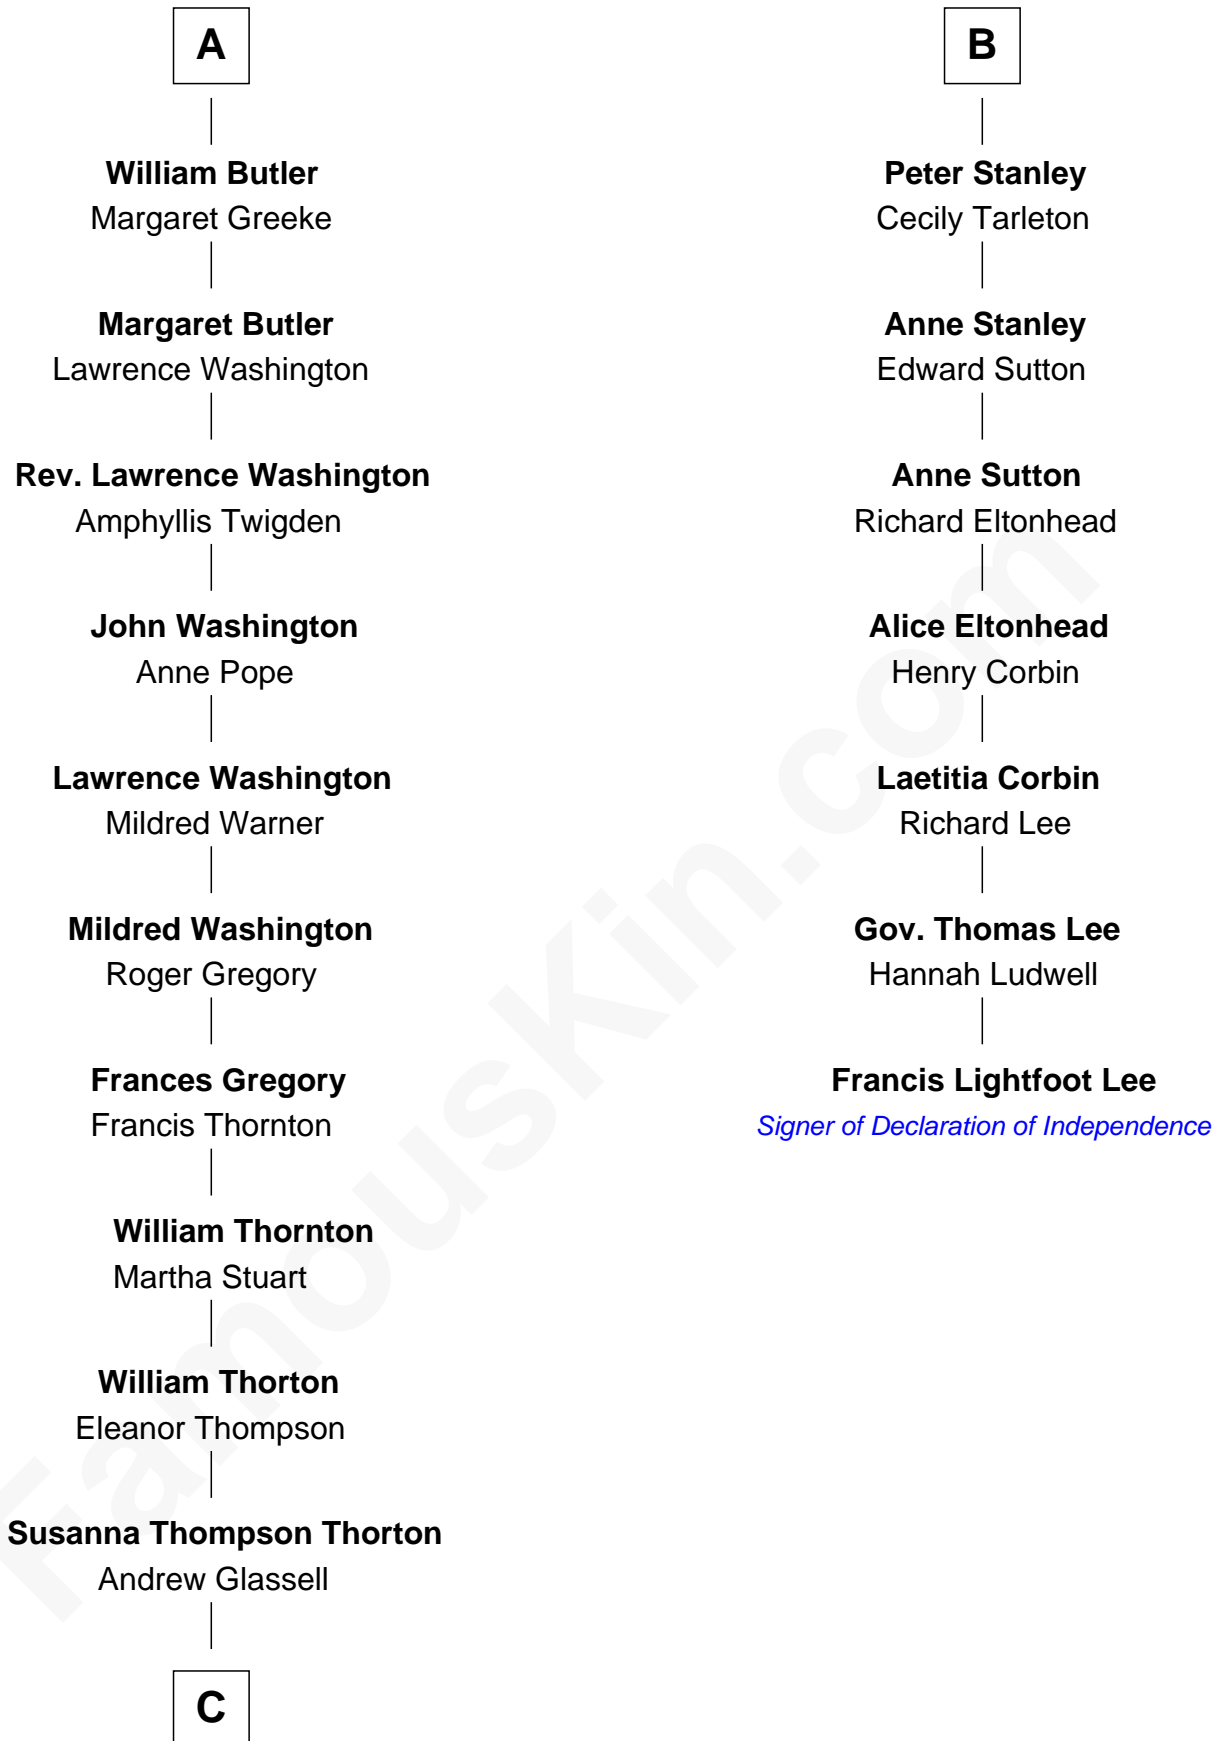 A
William Butler
Margaret Greeke
Margaret Butler
Lawrence Washington
Rev. Lawrence Washington
Amphyllis Twigden
John Washington
Anne Pope
Lawrence Washington
Mildred Warner
Mildred Washington
Roger Gregory
Frances Gregory
Francis Thornton
William Thornton
Martha Stuart
William Thorton
Eleanor Thompson
Susanna Thompson Thorton
Andrew Glassell
C
B
Peter Stanley
Cecily Tarleton
Anne Stanley
Edward Sutton
Anne Sutton
Richard Eltonhead
Alice Eltonhead
Henry Corbin
Laetitia Corbin
Richard Lee
Gov. Thomas Lee
Hannah Ludwell
Francis Lightfoot Lee
Signer of Declaration of Independence
FamousKin.com